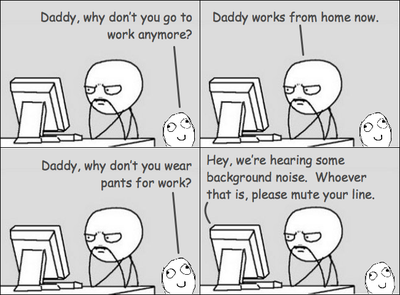 Daddy, why don't you go to
work anymore?
Daddy works from home now.
Daddy, why don't you wear
pants for work?
Hey, we're hearing some
background noise.  Whoever
that is, please mute your line.